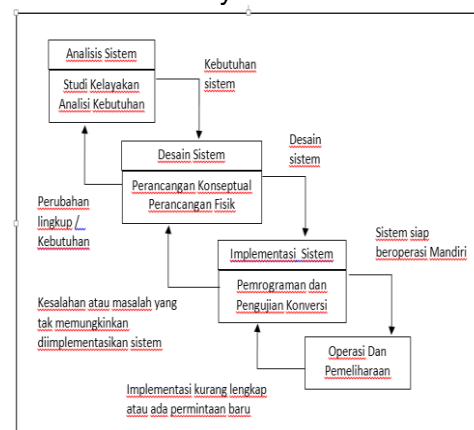 Analisis Sistem
Studi Kelayakan
Analisi Kebutuhan
Kebutuhan
sistem
Desain Sistem
Perancangan Konseptual
Perancangan Fisik
Desain
sistem
Perubahan
lingkup /
Kebutuhan
Implementasi Sistem
Pemrograman dan
Pengujian Konversi
Sistem siap
beroperasi Mandiri
Kesalahan atau masalah yang
tak memungkinkan
diimplementasikan sistem
Operasi Dan
Pemeliharaan
Implementasi kurang lengkap
atau ada permintaan baru